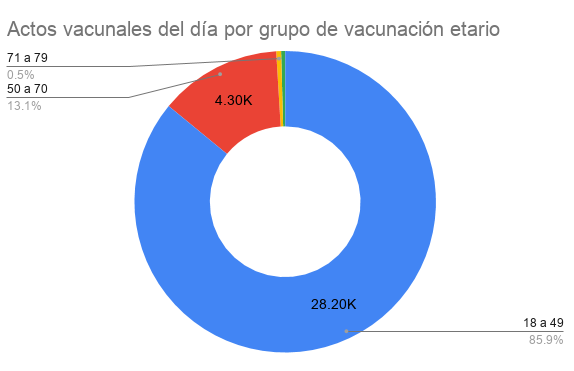 Actos vacunales del día por grupo de vacunación etario
71 a 79
0.5%
50 a 70
13.1%
4.30K
28.20K
18 a 49
85.9%